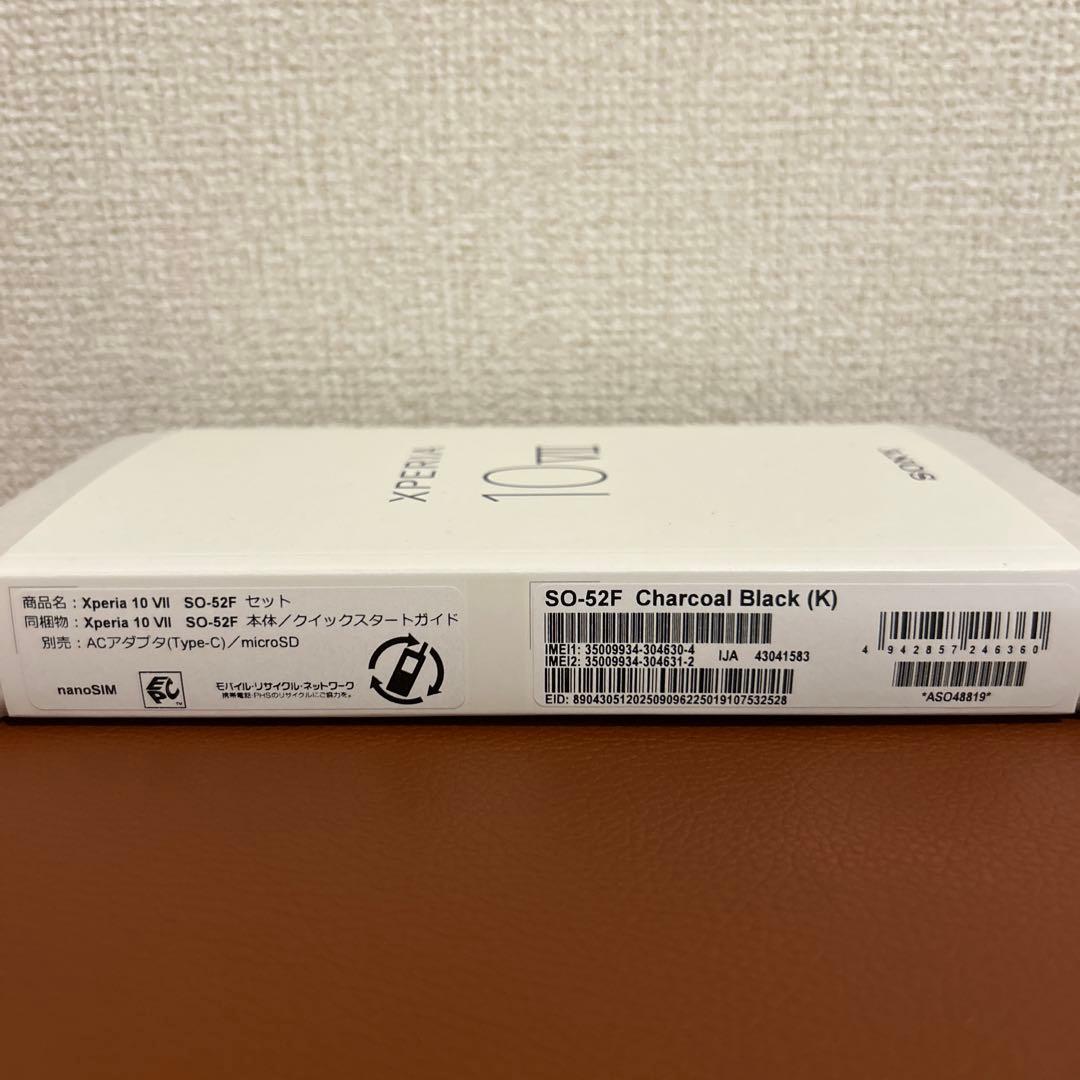 XPERIA
10 VII
SONY
商品名：Xperia 10 VII SO-52F セット
同梱物：Xperia 10 VII SO-52F 本体／クイックスタートガイド
別売：ACアダプタ(Type-C)／microSD
nanoSIM
モバイル・リサイクル・ネットワーク
携帯電話・PHSのリサイクルにご協力を。
SO-52F Charcoal Black (K)
IMEI1: 35009934-304630-4
IMEI2: 35009934-304631-2
IJA 43041583
EID: 89043051202509096225019107532528
4 942857 246360
*ASO48819*